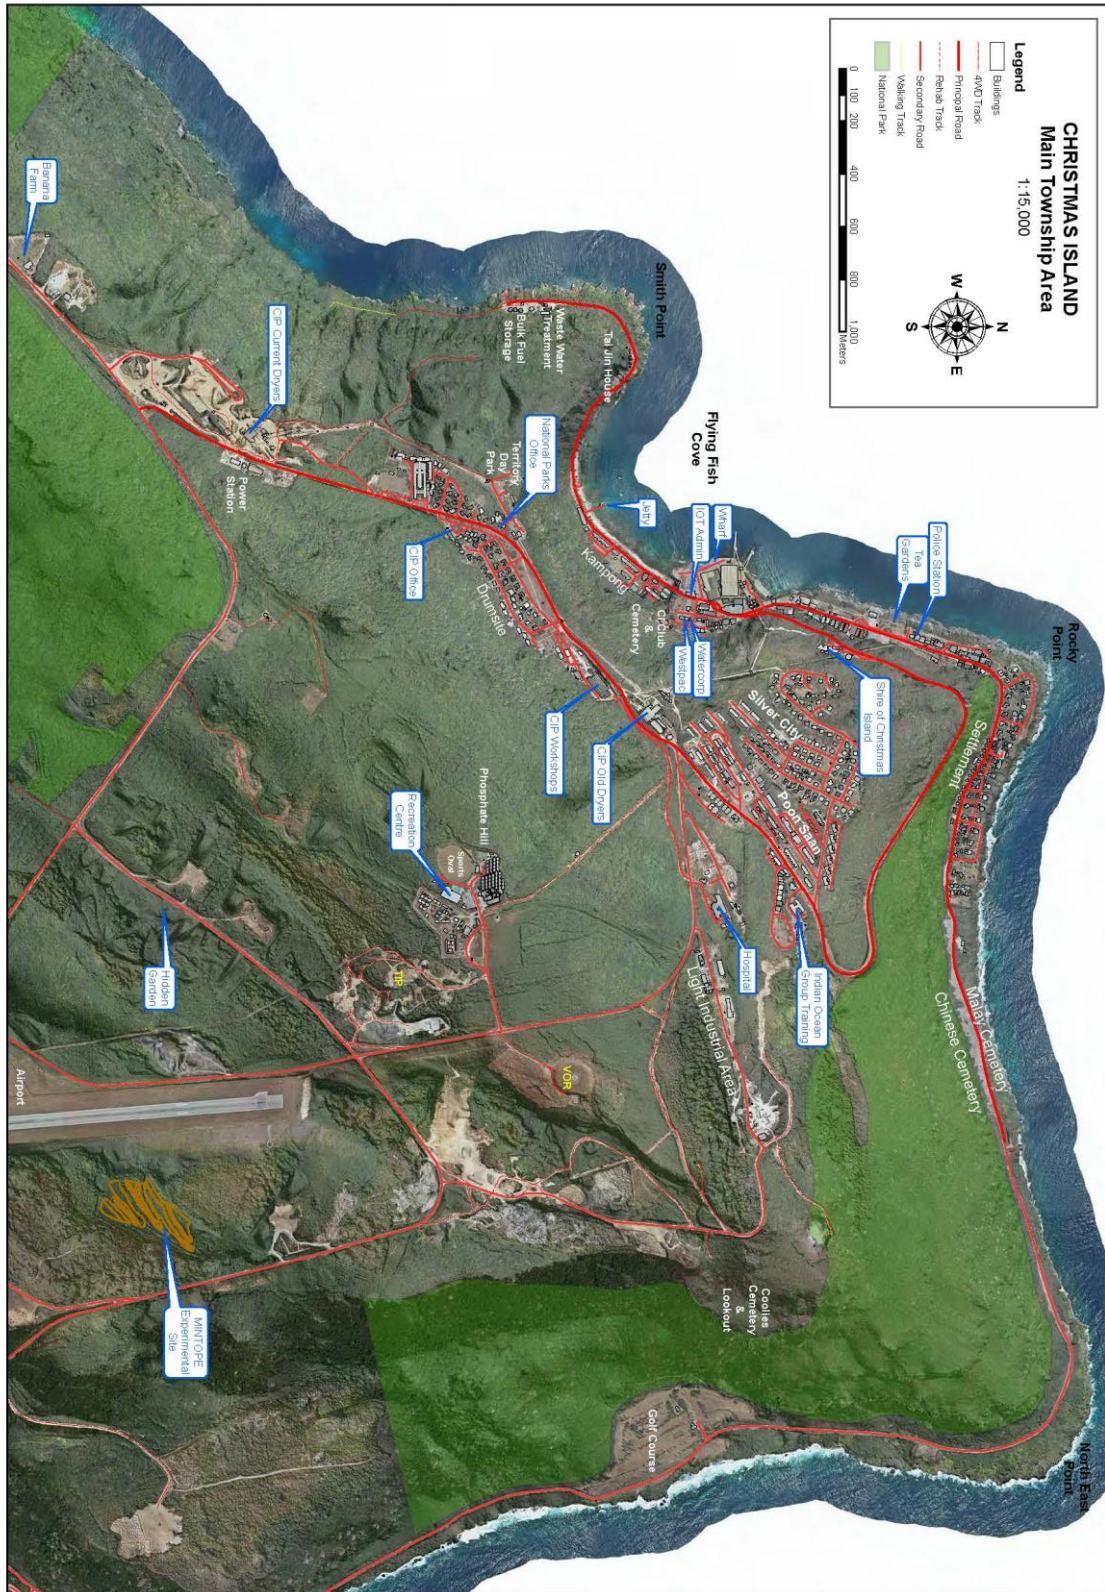 CHRISTMAS ISLAND
Main Township Area
1:15,000
N
W
E
S
0
100
200
400
600
800
1,000
Meters
Legend
Buildings
4WD Track
Principal Road
Rehab Track
Secondary Road
Walking Track
National Park
Smith Point
Flying Fish
Cove
Rocky
Point
North East
Point
Tai Jin House
Waste Water
Treatment
Bulk Fuel
Storage
Jetty
Kampong
Wharf
IOT Admin
CI Club
&
Cemetery
Watercorp
Westpac
Police Station
Tea
Gardens
Shire of Christmas
Island
Settlement
Silver City
Poon Saan
Malay Cemetery
Chinese Cemetery
Indian Ocean
Group Training
Hospital
Light Industrial Area
National Parks
Office
Territory
Day
Park
CIP Office
Drumsite
CIP Workshops
CIP Old Dryers
Banana
Farm
CIP Current Dryers
Power
Station
Phosphate Hill
Sports
Oval
Recreation
Centre
TIP
VOR
Hidden
Garden
Airport
MINTOPE
Experimental
Site
Coolies
Cemetery
&
Lookout
Golf Course